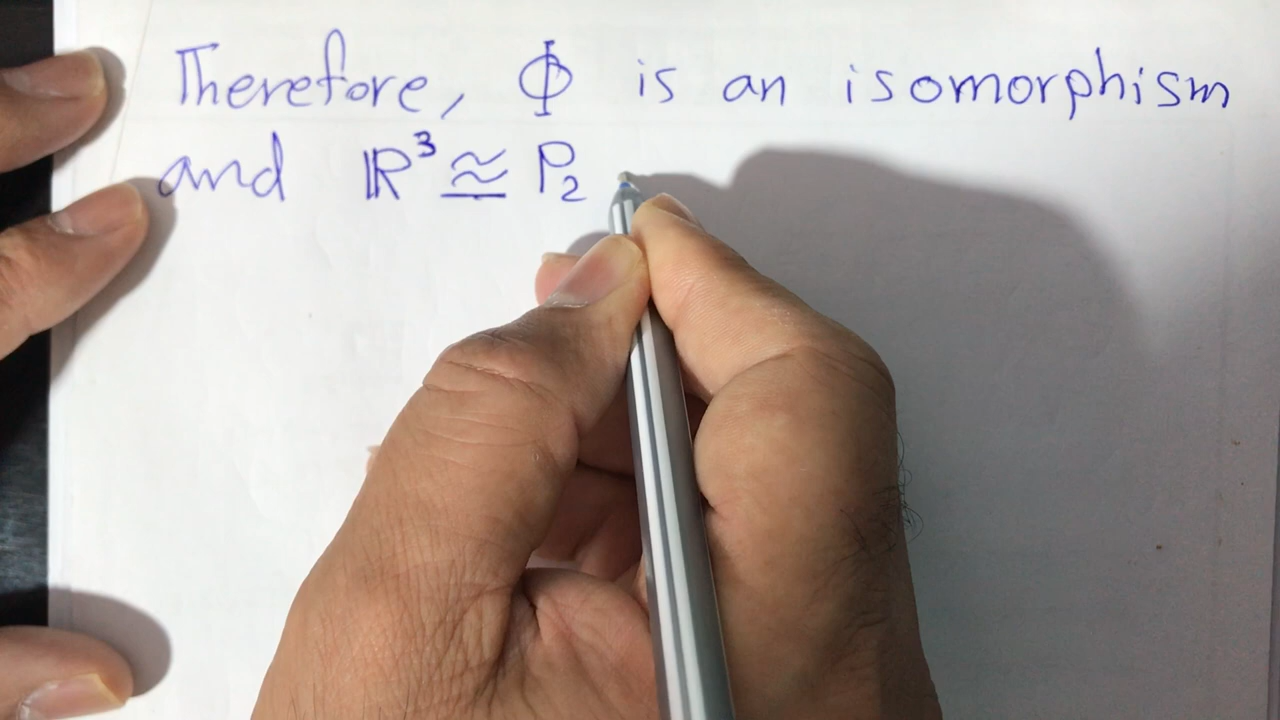 Therefore, Φ is an isomorphism
and ℝ³ ≊ P₂